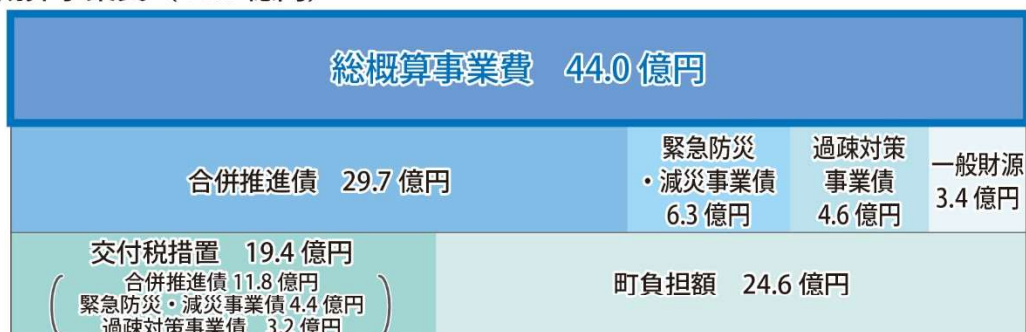 総概算事業費 44.0 億円
合併推進債 29.7 億円
緊急防災
・減災事業債
6.3 億円
過疎対策
事業債
4.6 億円
一般財源
3.4 億円
交付税措置 19.4 億円
合併推進債 11.8 億円
緊急防災・減災事業債 4.4 億円
過疎対策事業債 3.2 億円
町負担額 24.6 億円